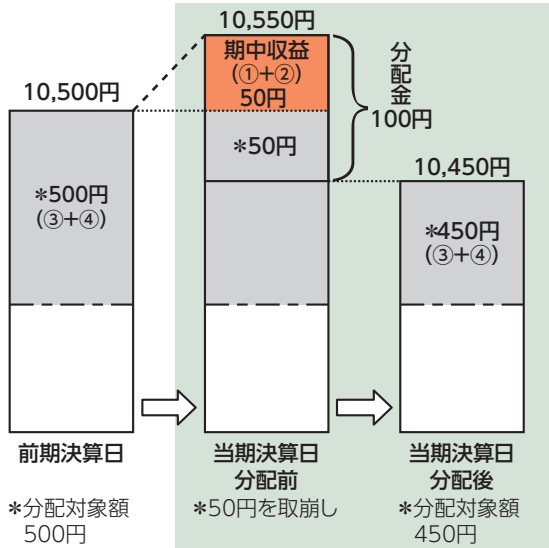 10,550円
期中収益
(①+②)
50円
分配金
100円
10,500円
*50円
10,450円
*500円
(③+④)
*450円
(③+④)
前期決算日
当期決算日
分配前
当期決算日
分配後
*分配対象額
500円
*50円を取崩し
*分配対象額
450円